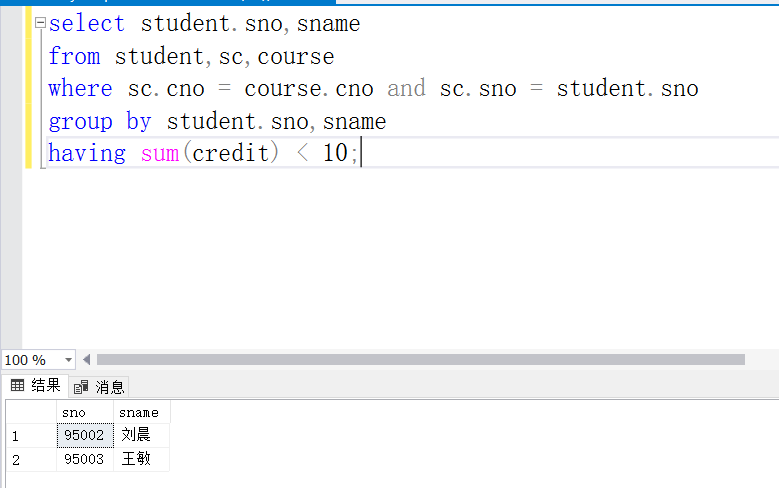 select student.sno,sname
from student,sc,course
where sc.cno = course.cno and sc.sno = student.sno
group by student.sno,sname
having sum(credit) < 10;
100 %
结果 消息
sno sname
1 95002 刘晨
2 95003 王敏